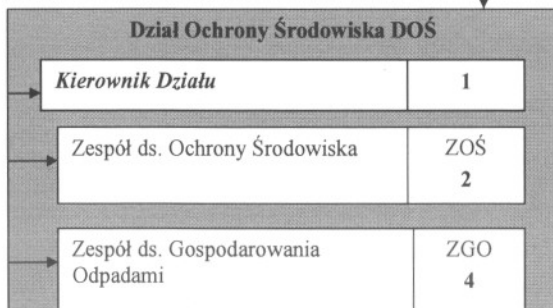 Dział Ochrony Środowiska DOŚ
Kierownik Działu 1
Zespół ds. Ochrony Środowiska ZOŚ
2
Zespół ds. Gospodarowania ZGO
Odpadami 4